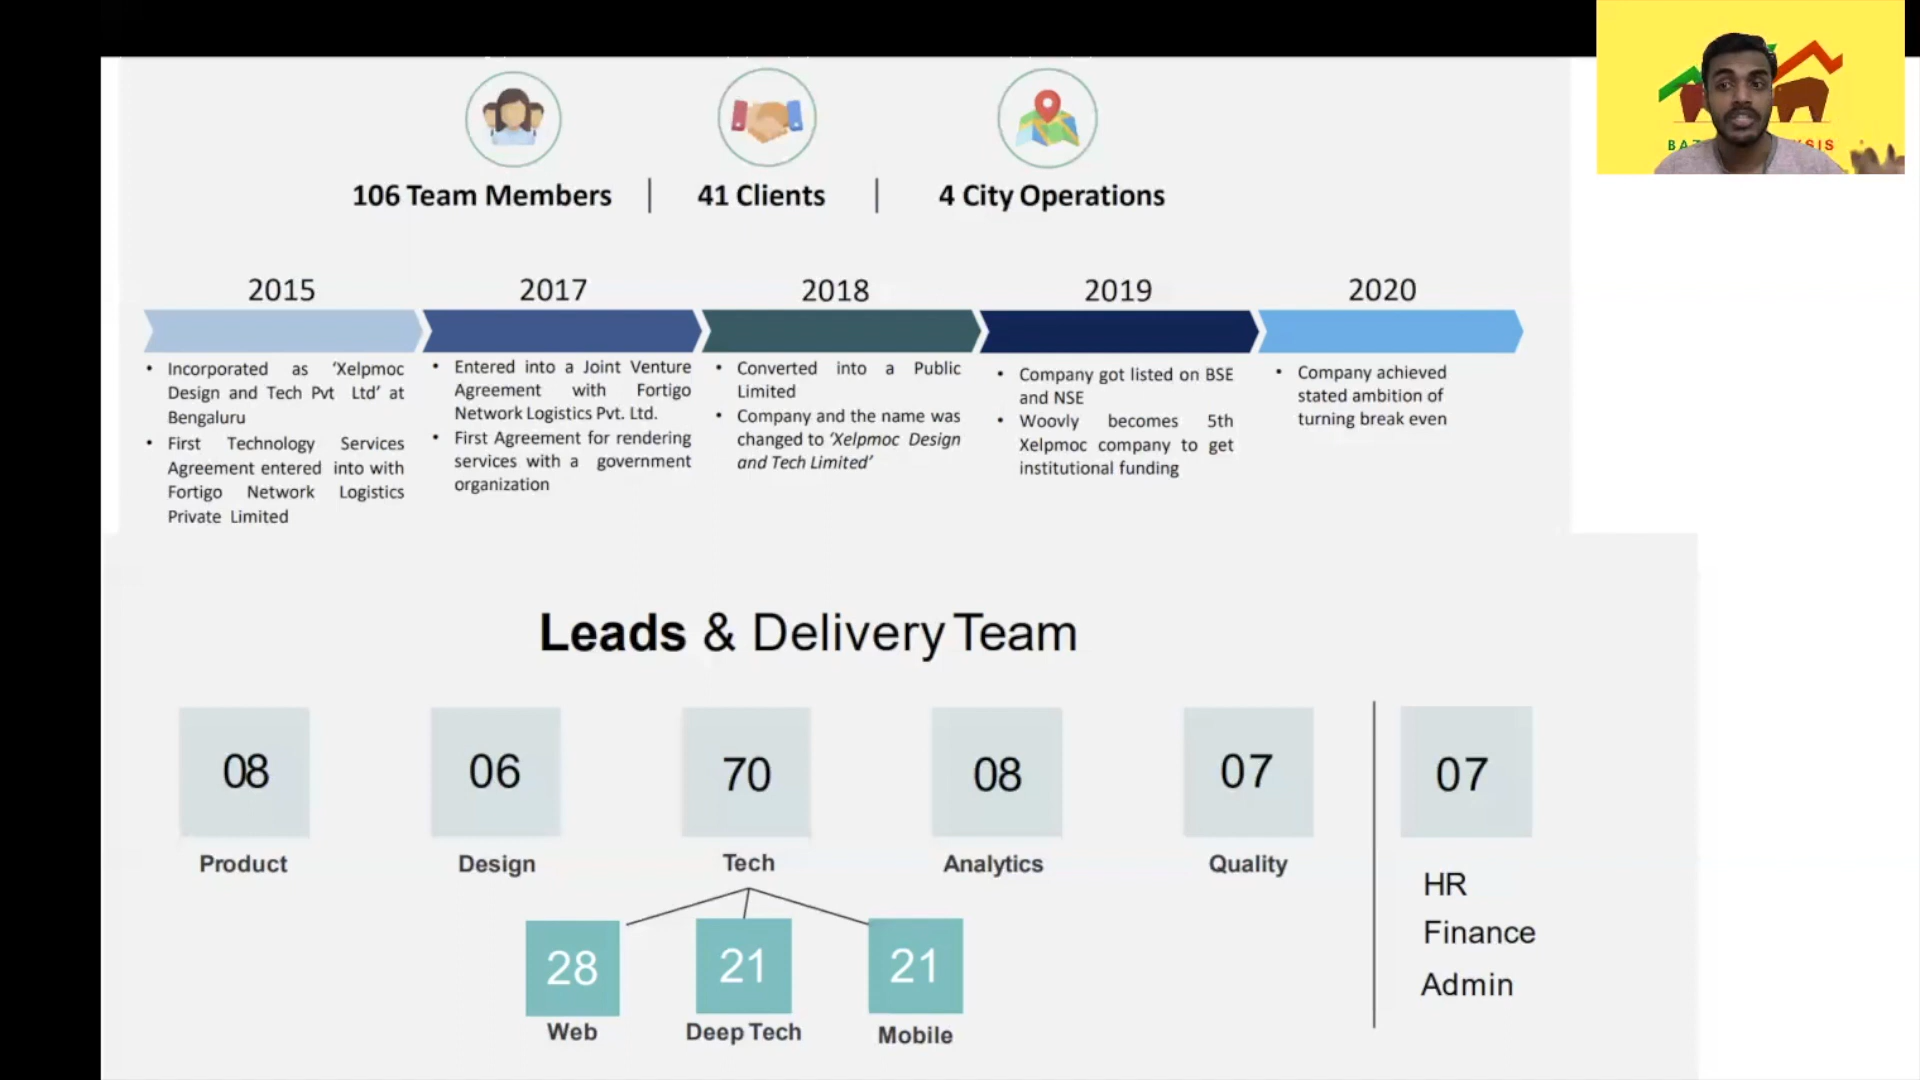 106 Team Members | 41 Clients | 4 City Operations
2015
2017
2018
2019
2020
• Incorporated as ‘Xelpmoc
Design and Tech Pvt Ltd’ at
Bengaluru
• First Technology Services
Agreement entered into with
Fortigo Network Logistics
Private Limited
• Entered into a Joint Venture
Agreement with Fortigo
Network Logistics Pvt. Ltd.
• First Agreement for rendering
services with a government
organization
• Converted into a Public
Limited
• Company and the name was
changed to ‘Xelpmoc Design
and Tech Limited’
• Company got listed on BSE
and NSE
• Woovly becomes 5th
Xelpmoc company to get
institutional funding
• Company achieved
stated ambition of
turning break even
Leads & Delivery Team
08
Product
06
Design
70
Tech
08
Analytics
07
Quality
07
HR
Finance
Admin
28
Web
21
Deep Tech
21
Mobile